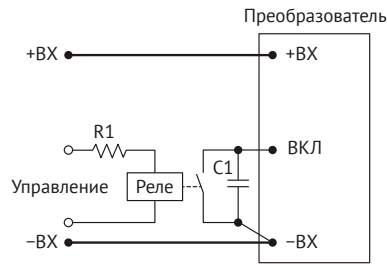 Преобразователь
+ВХ
+ВХ
R1
ВКЛ
C1
Управление
Реле
−ВХ
−ВХ